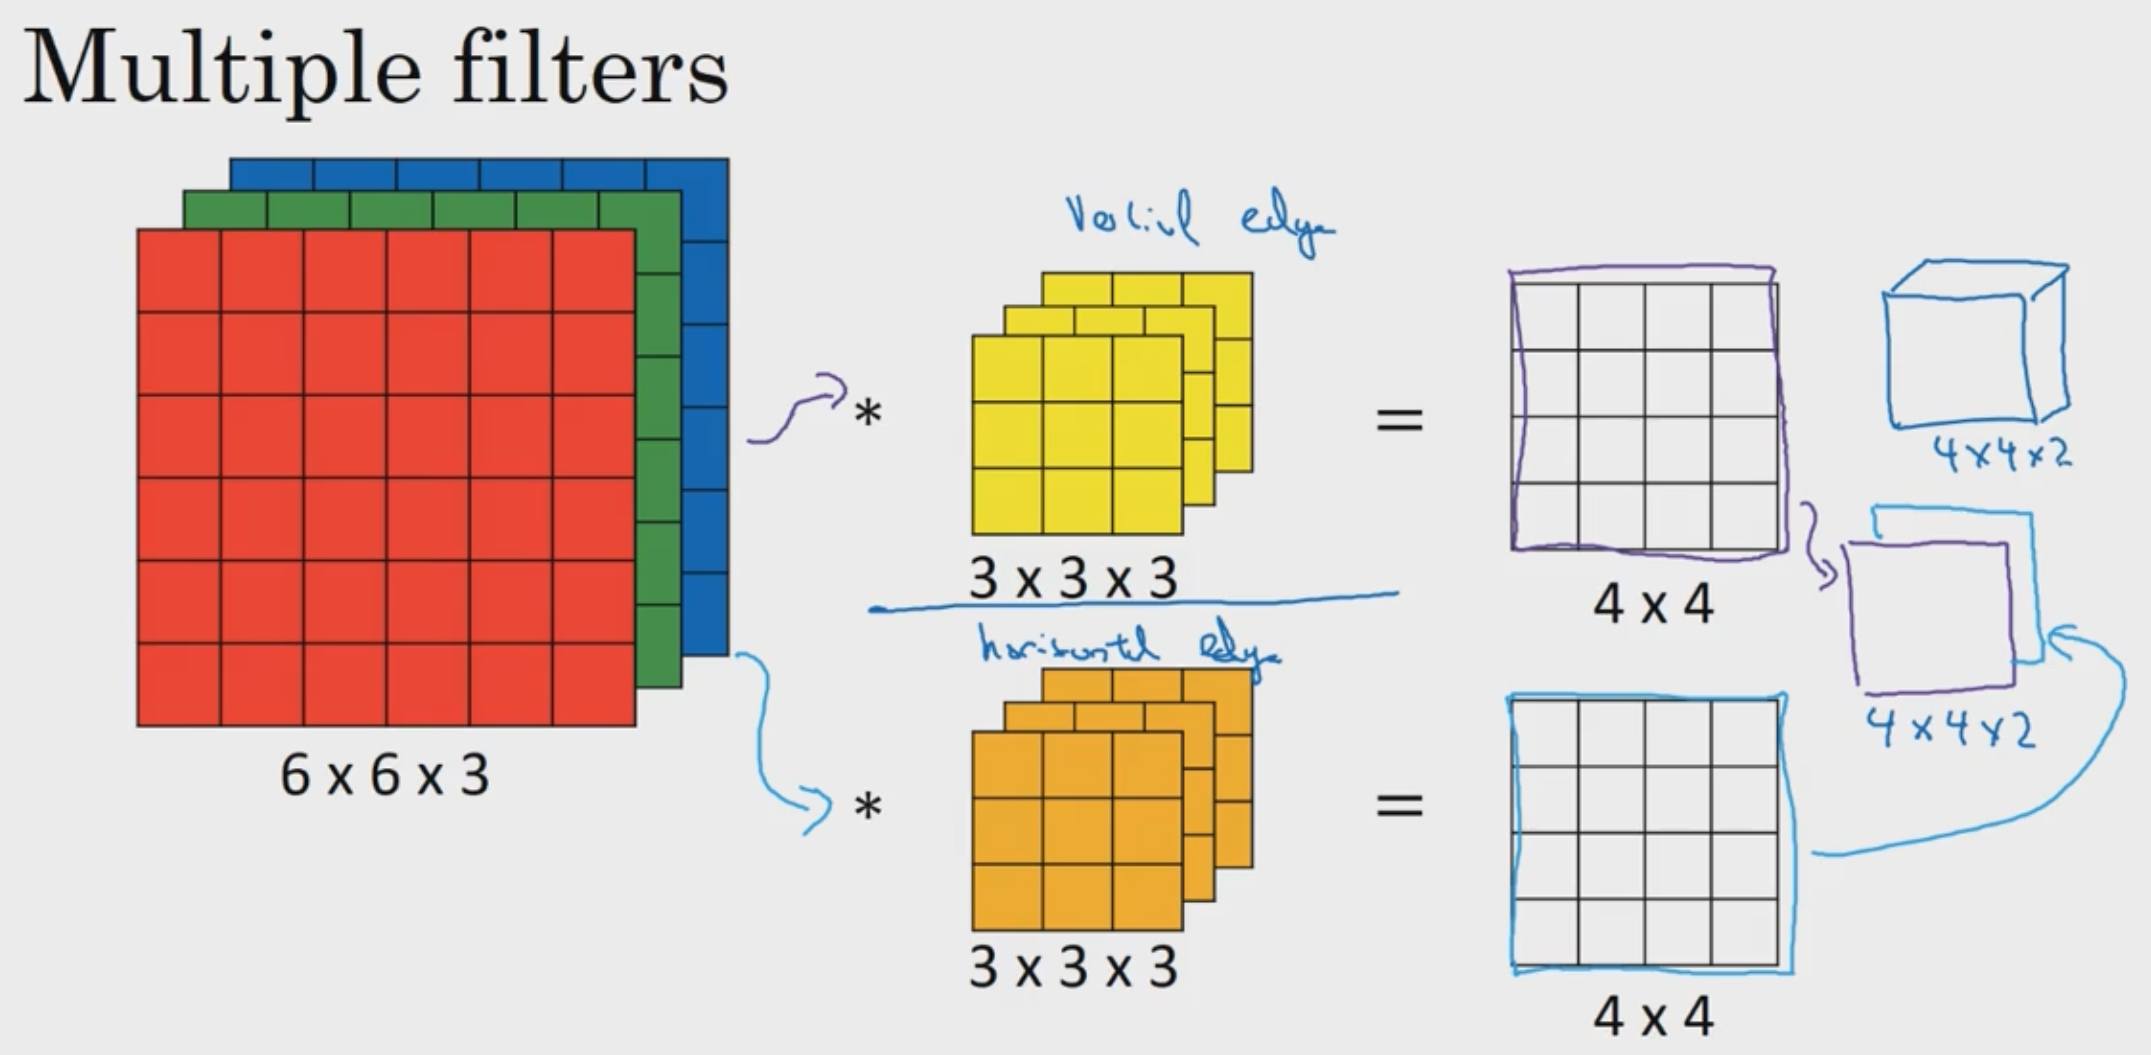 Multiple filters
Vertical edge
*
=
3 x 3 x 3
4 x 4
4x4x2
6 x 6 x 3
horizontal edge
*
=
3 x 3 x 3
4 x 4
4x4x2